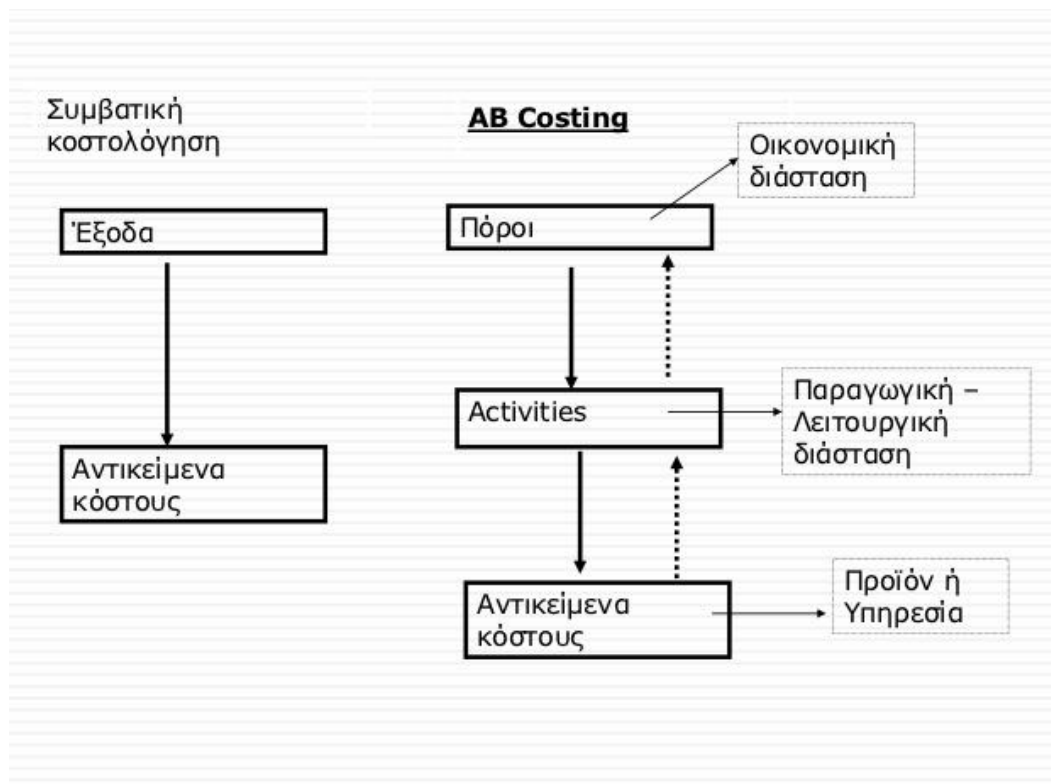 Συμβατική
κοστολόγηση
Έξοδα
Αντικείμενα
κόστους
AB Costing
Οικονομική
διάσταση
Πόροι
Activities
Παραγωγική –
Λειτουργική
διάσταση
Αντικείμενα
κόστους
Προϊόν ή
Υπηρεσία